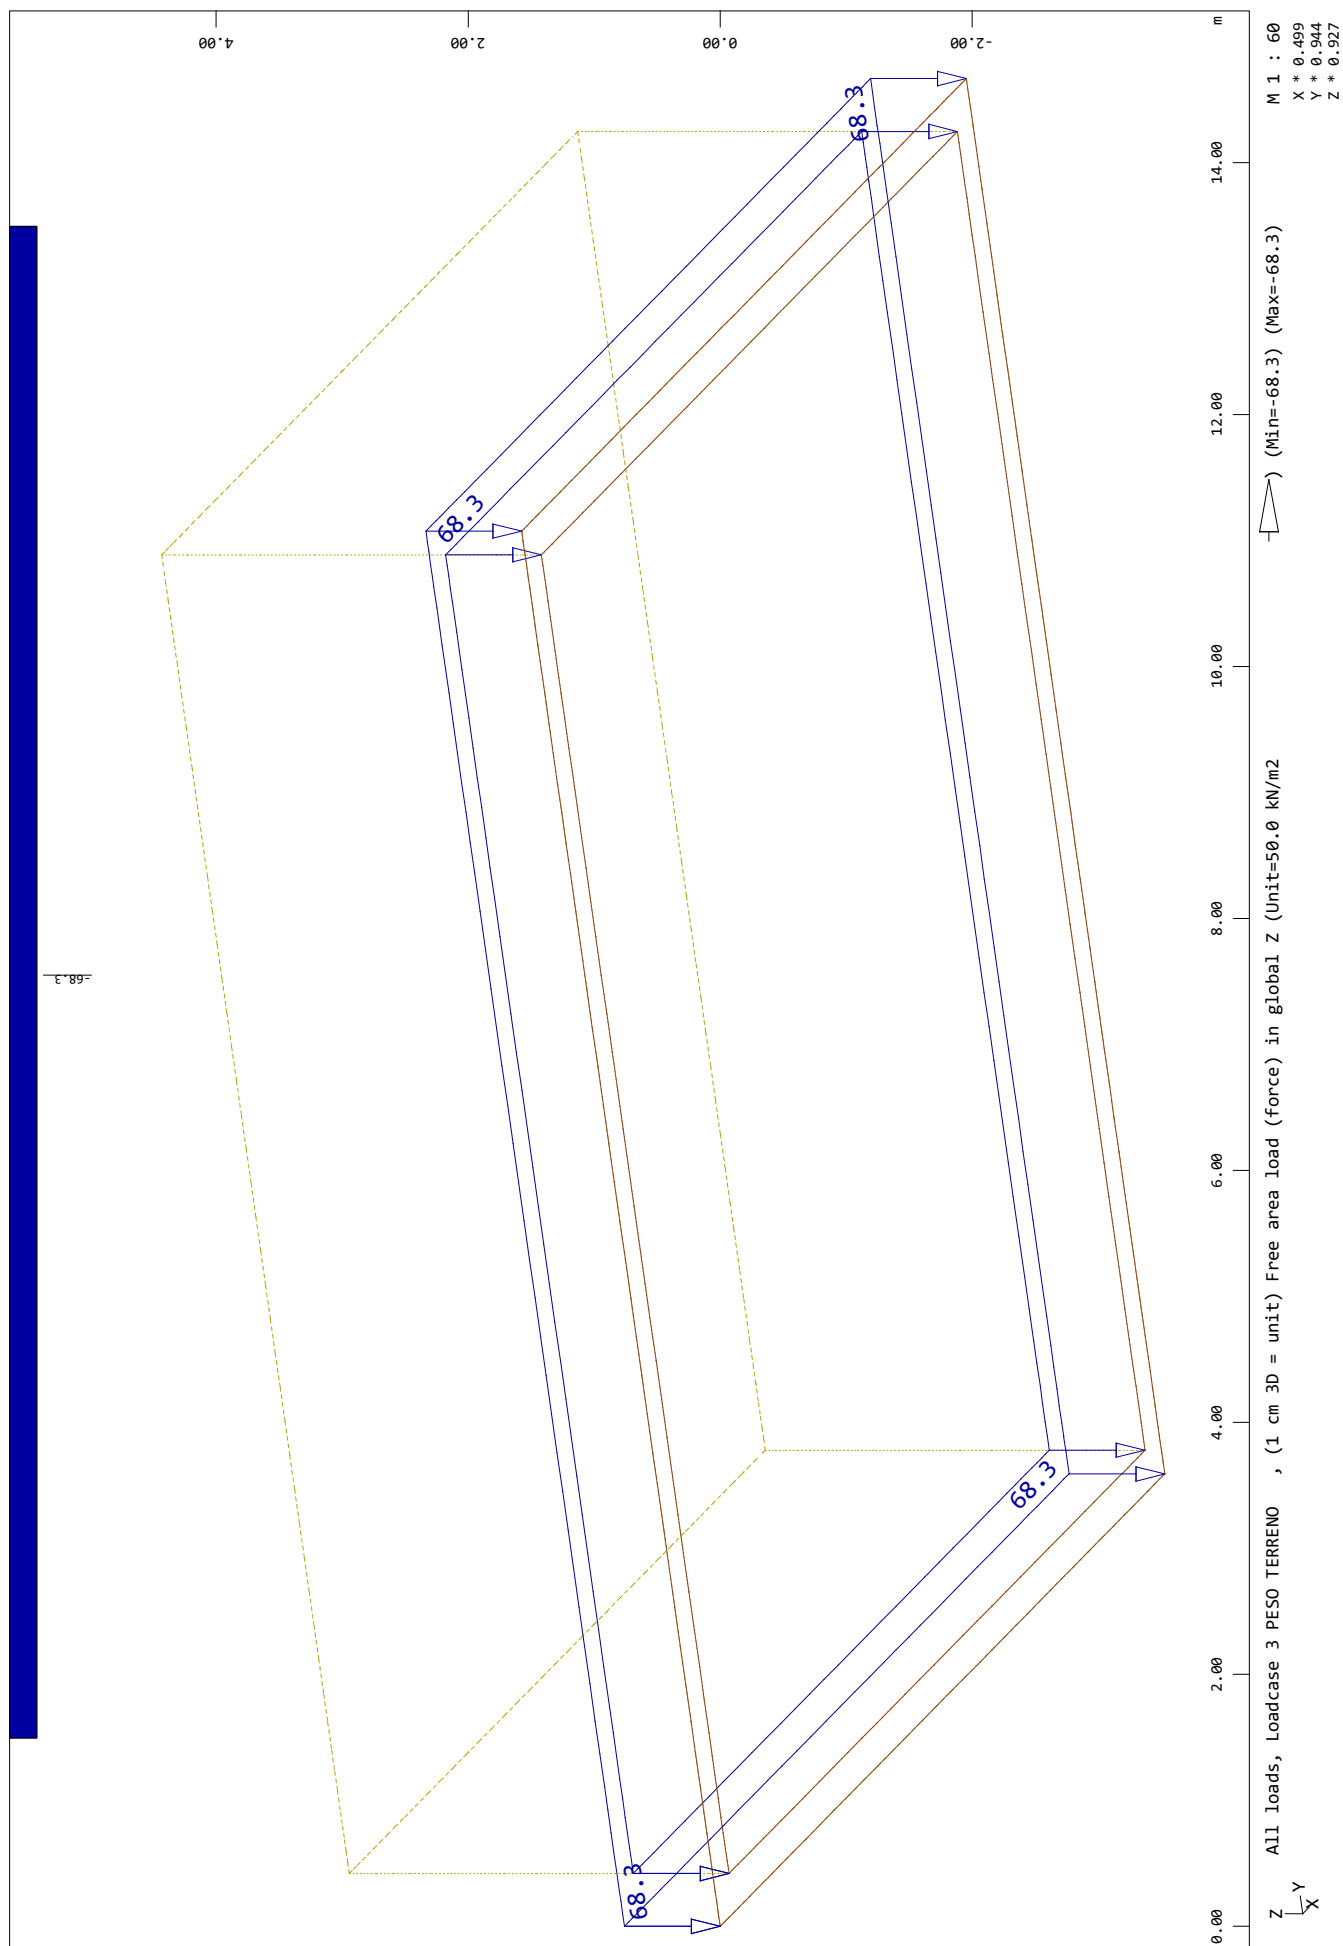 4.00
2.00
0.00
-2.00
m
-68.3
68.3
68.3
68.3
68.3
0.00
2.00
4.00
6.00
8.00
10.00
12.00
14.00
M 1 : 60
X * 0.499
Y * 0.944
Z * 0.927
All loads, Loadcase 3 PESO TERRENO , (1 cm 3D = unit) Free area load (force) in global Z (Unit=50.0 kN/m2 ) (Min=-68.3) (Max=-68.3)
Z
Y
X